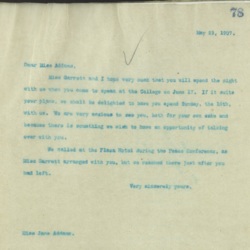 78
May 13, 1907.
Dear Miss Addams:
Miss Garrett and I hope very much that you will spend the night
with us when you come to speak at the College on June 17. If it suits
your plans, we should be delighted to have you Sunday, the 16th,
with us. We are very anxious to see you, both for your own sake and
because there is something we wish to have an opportunity of talking
over with you.
We called at the Plaza Hotel during the Peace Conference, as
Miss Garrett arranged with you, but we reached there just after you
had left.
Very sincerely yours,
Miss Jane Addams.